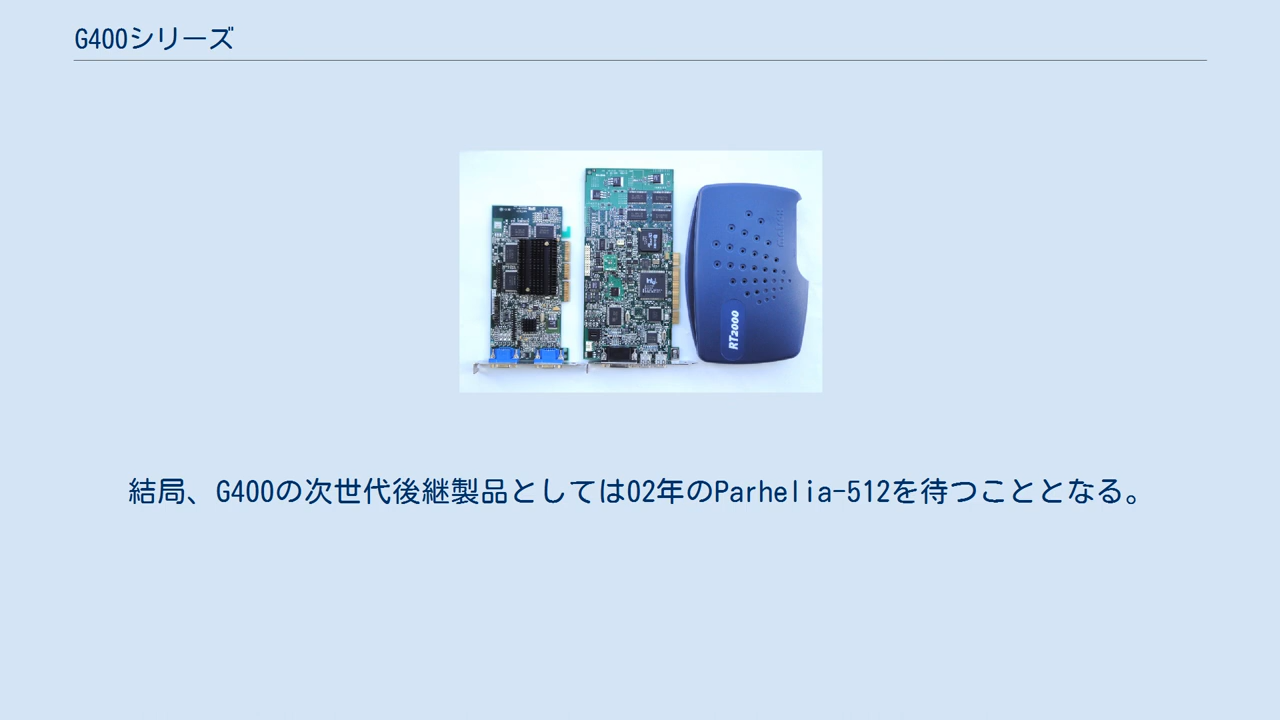 G400シリーズ
RT2000
結局、G400の次世代後継製品としては02年のParhelia-512を待つこととなる。